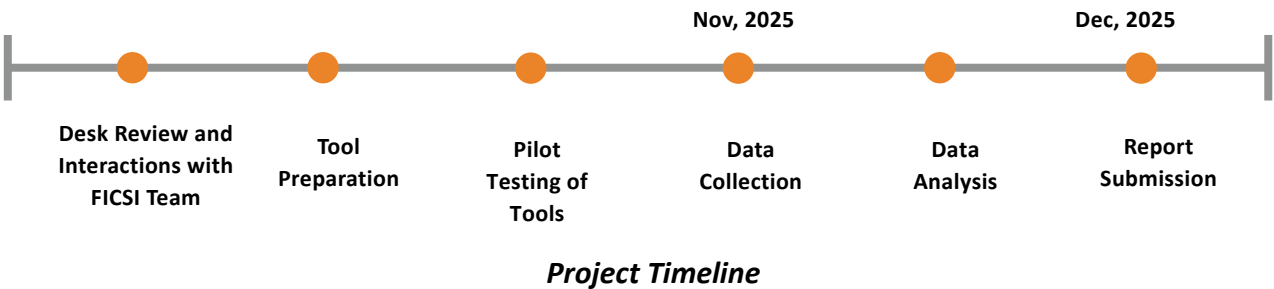 Nov, 2025
Dec, 2025
Desk Review and
Interactions with
FICSI Team
Tool
Preparation
Pilot
Testing of
Tools
Data
Collection
Data
Analysis
Report
Submission
Project Timeline